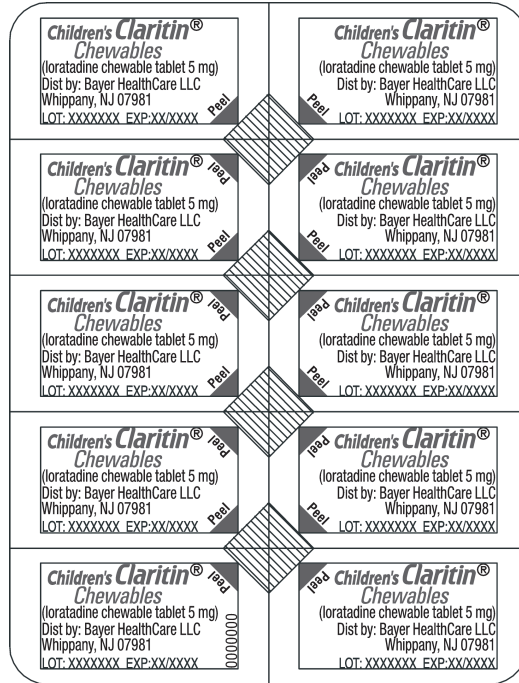 Children's Claritin®
Chewables
(loratadine chewable tablet 5 mg)
Dist by: Bayer HealthCare LLC
Whippany, NJ 07981
LOT: XXXXXXX EXP:XX/XXXX
Peel
Children's Claritin®
Chewables
(loratadine chewable tablet 5 mg)
Dist by: Bayer HealthCare LLC
Whippany, NJ 07981
LOT: XXXXXXX EXP:XX/XXXX
Peel
Children's Claritin®
Peel
Chewables
(loratadine chewable tablet 5 mg)
Dist by: Bayer HealthCare LLC
Whippany, NJ 07981
LOT: XXXXXXX EXP:XX/XXXX
Peel
Peel
Children's Claritin®
Chewables
(loratadine chewable tablet 5 mg)
Dist by: Bayer HealthCare LLC
Whippany, NJ 07981
LOT: XXXXXXX EXP:XX/XXXX
Peel
Children's Claritin®
Peel
Chewables
(loratadine chewable tablet 5 mg)
Dist by: Bayer HealthCare LLC
Whippany, NJ 07981
LOT: XXXXXXX EXP:XX/XXXX
Peel
Peel
Children's Claritin®
Chewables
(loratadine chewable tablet 5 mg)
Dist by: Bayer HealthCare LLC
Whippany, NJ 07981
LOT: XXXXXXX EXP:XX/XXXX
Peel
Children's Claritin®
Peel
Chewables
(loratadine chewable tablet 5 mg)
Dist by: Bayer HealthCare LLC
Whippany, NJ 07981
LOT: XXXXXXX EXP:XX/XXXX
Peel
Peel
Children's Claritin®
Chewables
(loratadine chewable tablet 5 mg)
Dist by: Bayer HealthCare LLC
Whippany, NJ 07981
LOT: XXXXXXX EXP:XX/XXXX
Peel
Children's Claritin®
Peel
Chewables
(loratadine chewable tablet 5 mg)
Dist by: Bayer HealthCare LLC
Whippany, NJ 07981
LOT: XXXXXXX EXP:XX/XXXX
0000000
Peel
Children's Claritin®
Chewables
(loratadine chewable tablet 5 mg)
Dist by: Bayer HealthCare LLC
Whippany, NJ 07981
LOT: XXXXXXX EXP:XX/XXXX